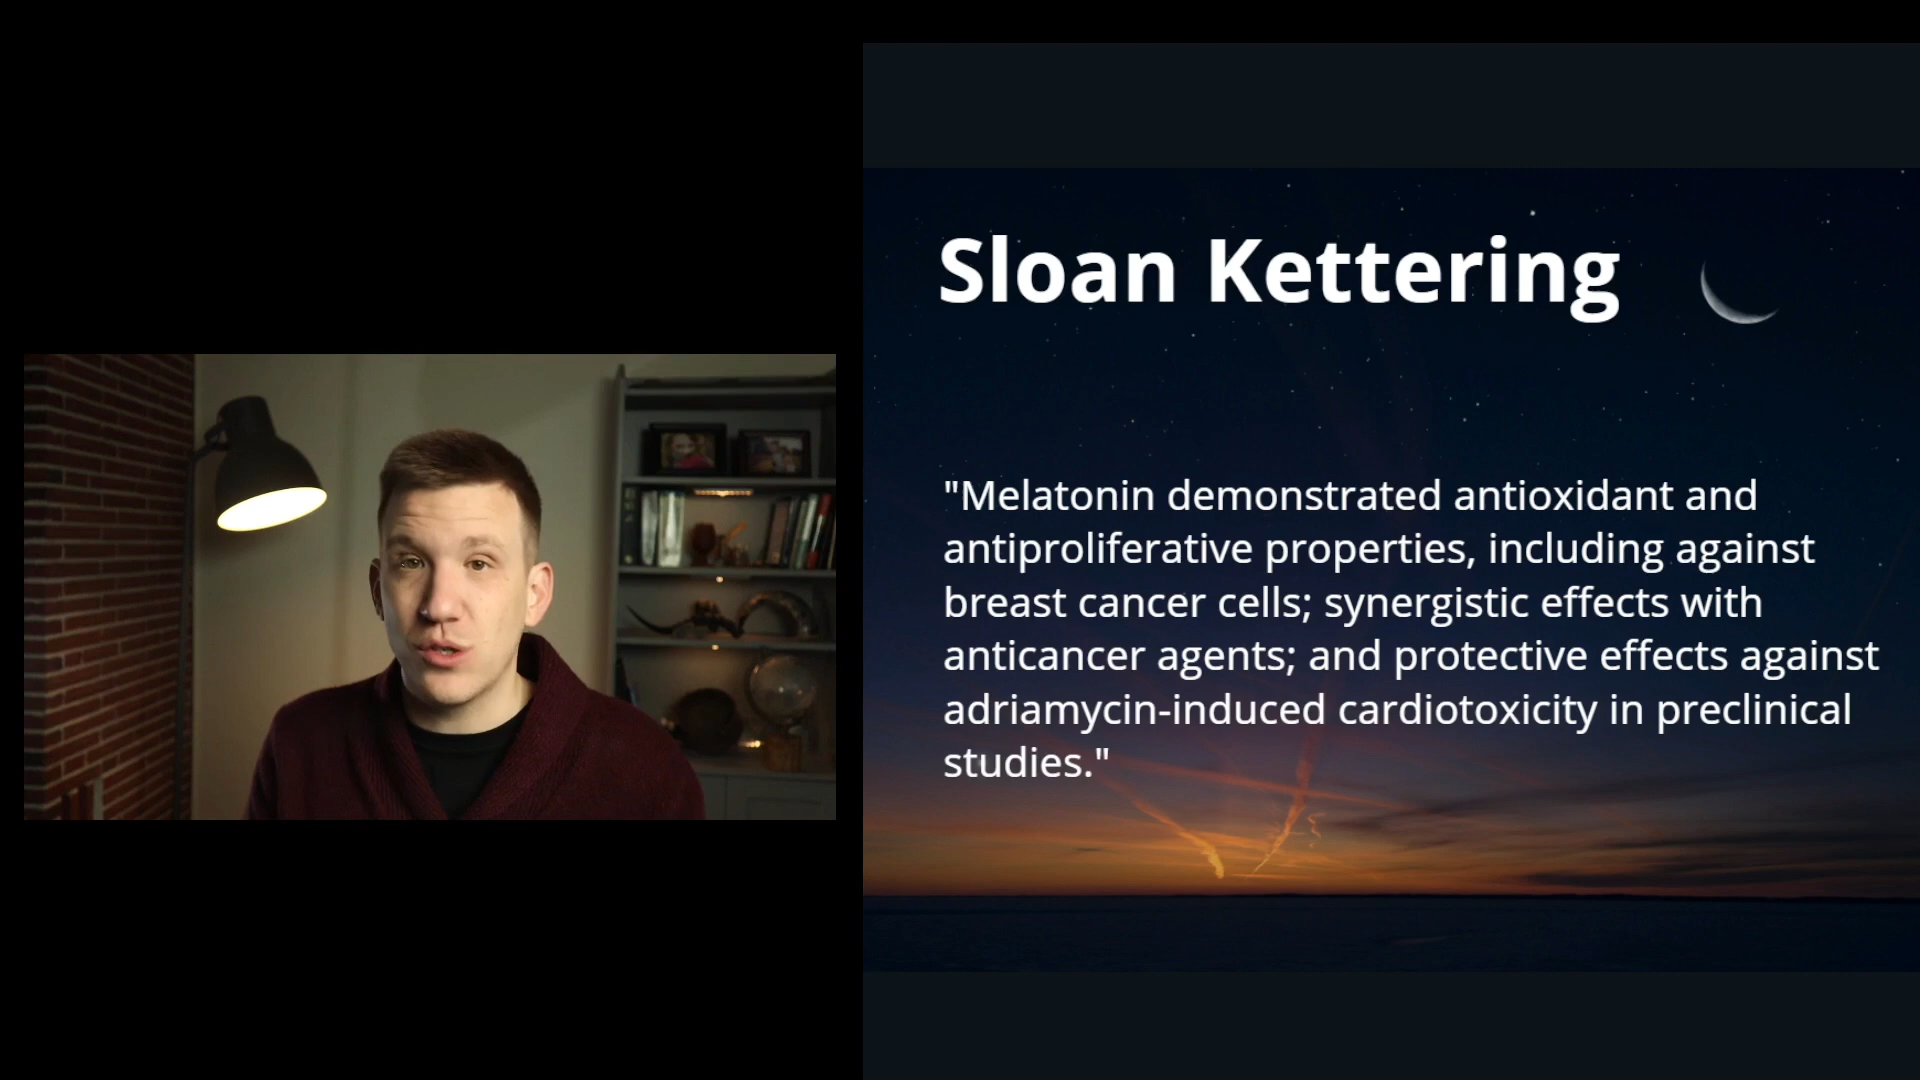 Sloan Kettering
"Melatonin demonstrated antioxidant and
antiproliferative properties, including against
breast cancer cells; synergistic effects with
anticancer agents; and protective effects against
adriamycin-induced cardiotoxicity in preclinical
studies."